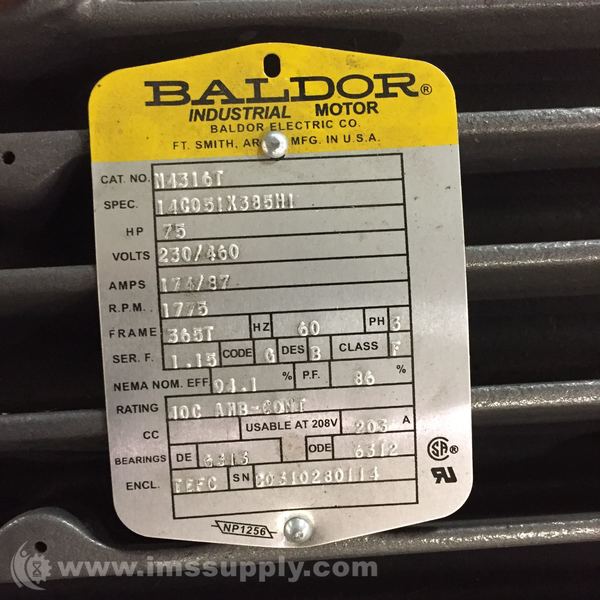 BALDOR®
INDUSTRIAL MOTOR
BALDOR ELECTRIC CO.
FT. SMITH, AR MFG. IN U.S.A.
CAT. NO. M4316T
SPEC. 14G051X385H1
HP 75
VOLTS 230/460
AMPS 174/87
R.P.M. 1775
FRAME 365T HZ 60 PH 3
SER. F. 1.15 CODE G DES B CLASS F
NEMA NOM. EFF. 94.1 % P.F. 86 %
RATING 40C AMB-CONT
CC USABLE AT 208V 203 A
BEARINGS DE 6313 ODE 6312
ENCL. TEFC SN C0310280114
NP1256
SA®
www.imssupply.com